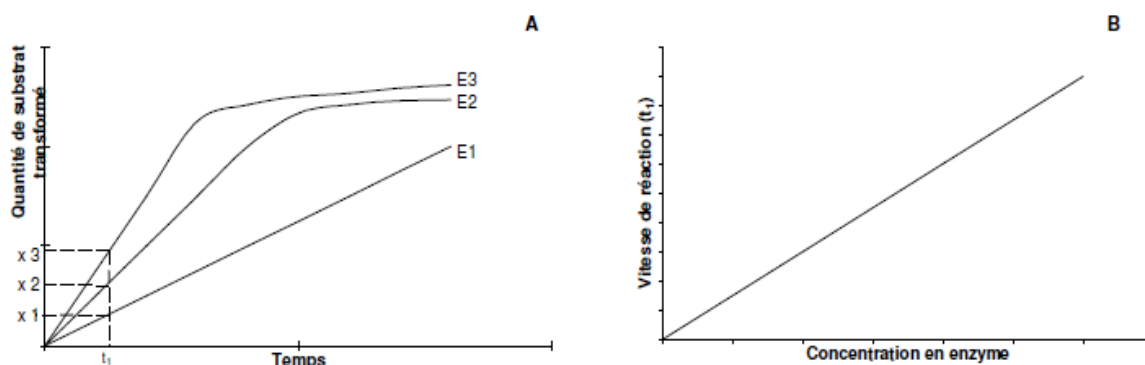 A
Quantité de substrat
transformé
E3
E2
E1
x 3
x 2
x 1
t₁
Temps
B
Vitesse de réaction (t₁)
Concentration en enzyme